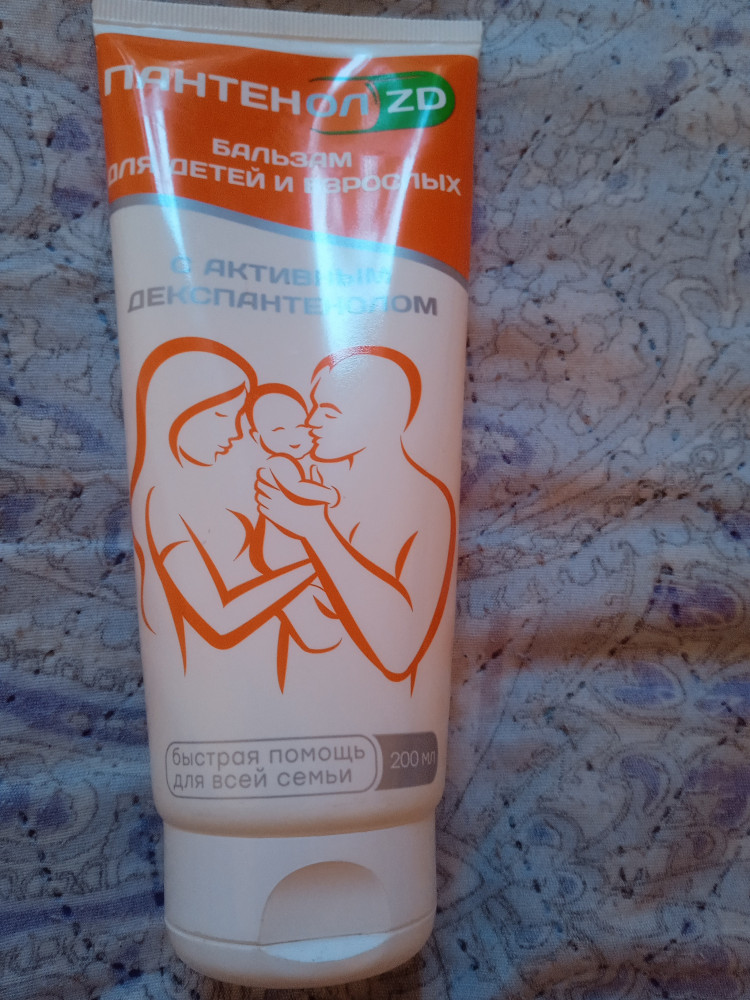 ПАНТЕНОЛ ZD
БАЛЬЗАМ
ДЛЯ ДЕТЕЙ И ВЗРОСЛЫХ
С АКТИВНЫМ
ДЕКСПАНТЕНОЛОМ
быстрая помощь
для всей семьи
200 мл